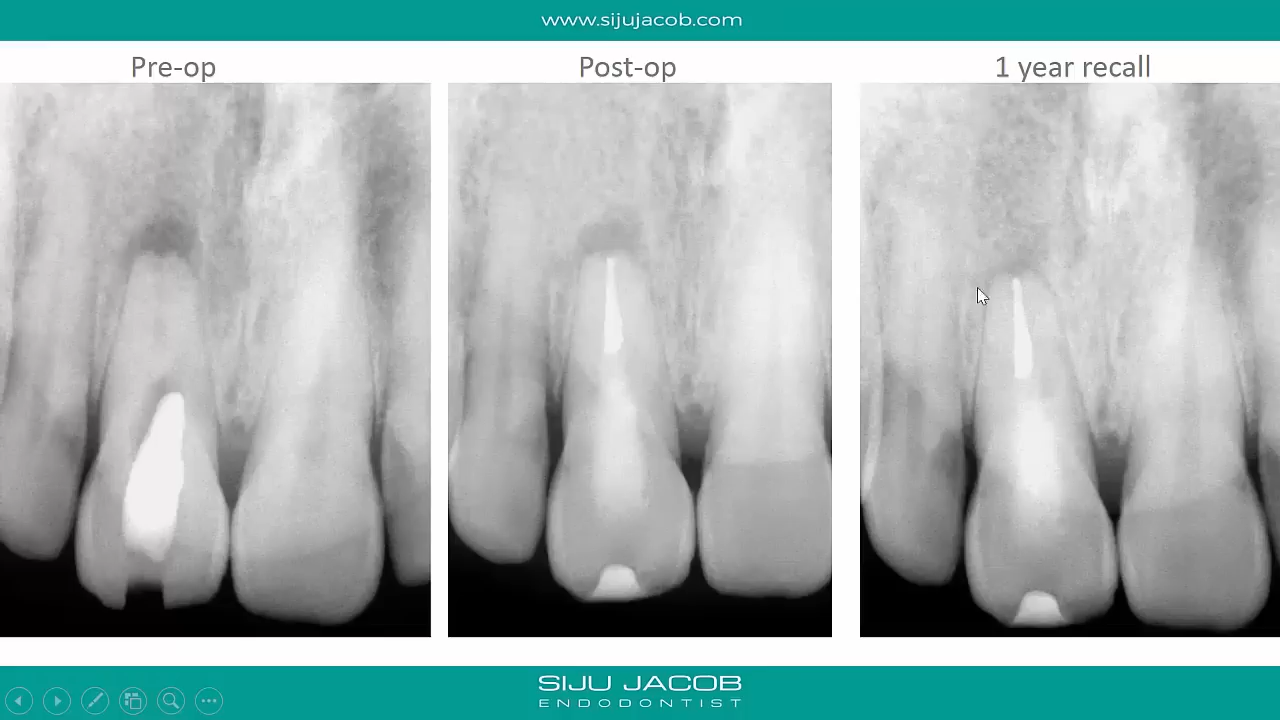 www.sijujacob.com
Pre-op
Post-op
1 year recall
SIJU JACOB
ENDODONTIST